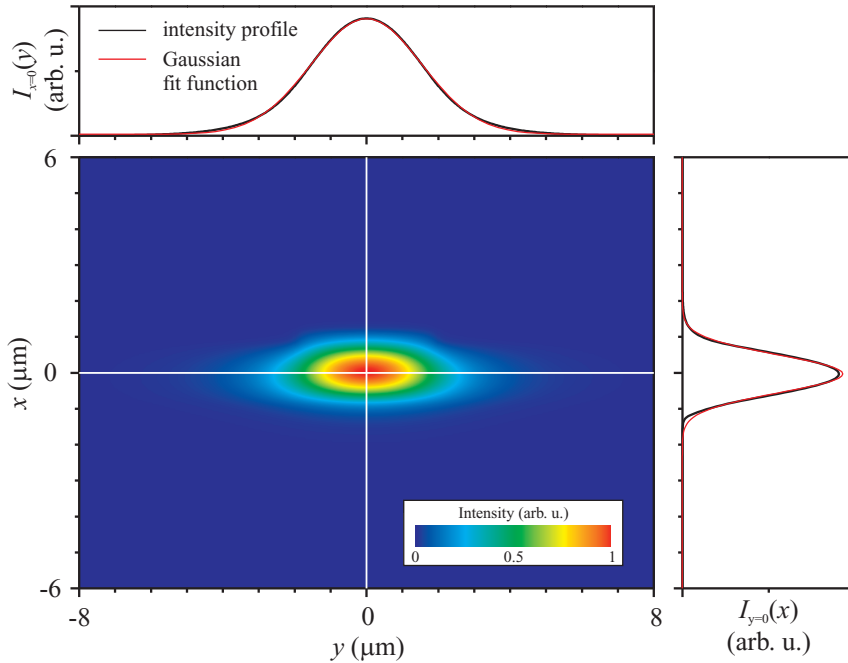 I_{x=0}(y)
(arb. u.)
intensity profile
Gaussian
fit function
6
0
-6
x (μm)
Intensity (arb. u.)
0 0.5 1
-8 0 8
y (μm)
I_{y=0}(x)
(arb. u.)